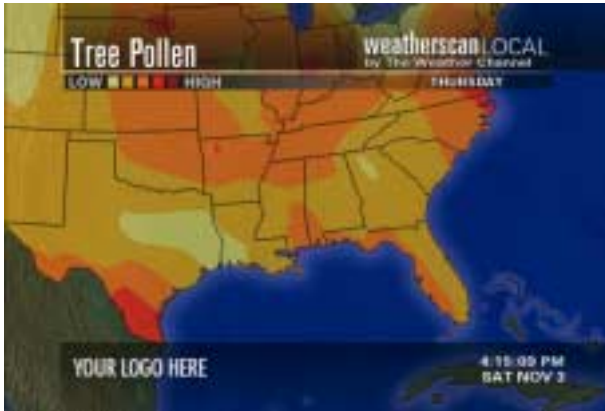 Tree Pollen
weatherscan LOCAL
by The Weather Channel
LOW HIGH
THURSDAY
YOUR LOGO HERE
4:15:09 PM
SAT NOV 3